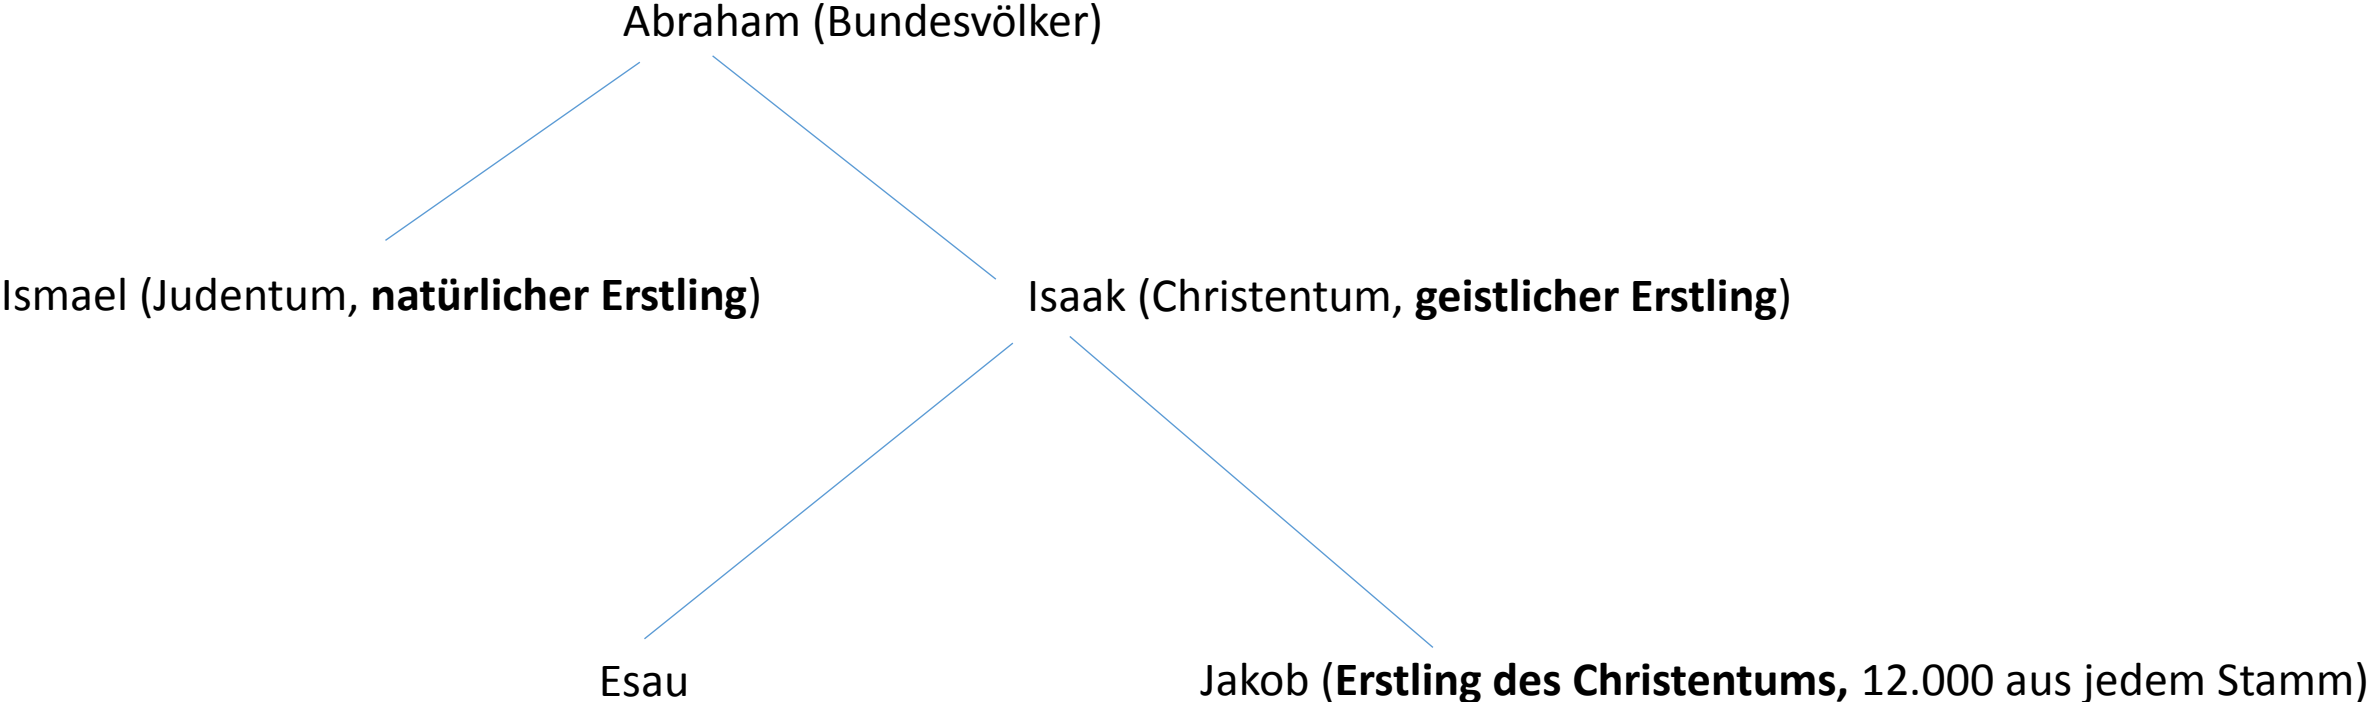 Abraham (Bundesvölker)
Ismael (Judentum, natürlicher Erstling)
Isaak (Christentum, geistlicher Erstling)
Esau
Jakob (Erstling des Christentums, 12.000 aus jedem Stamm)